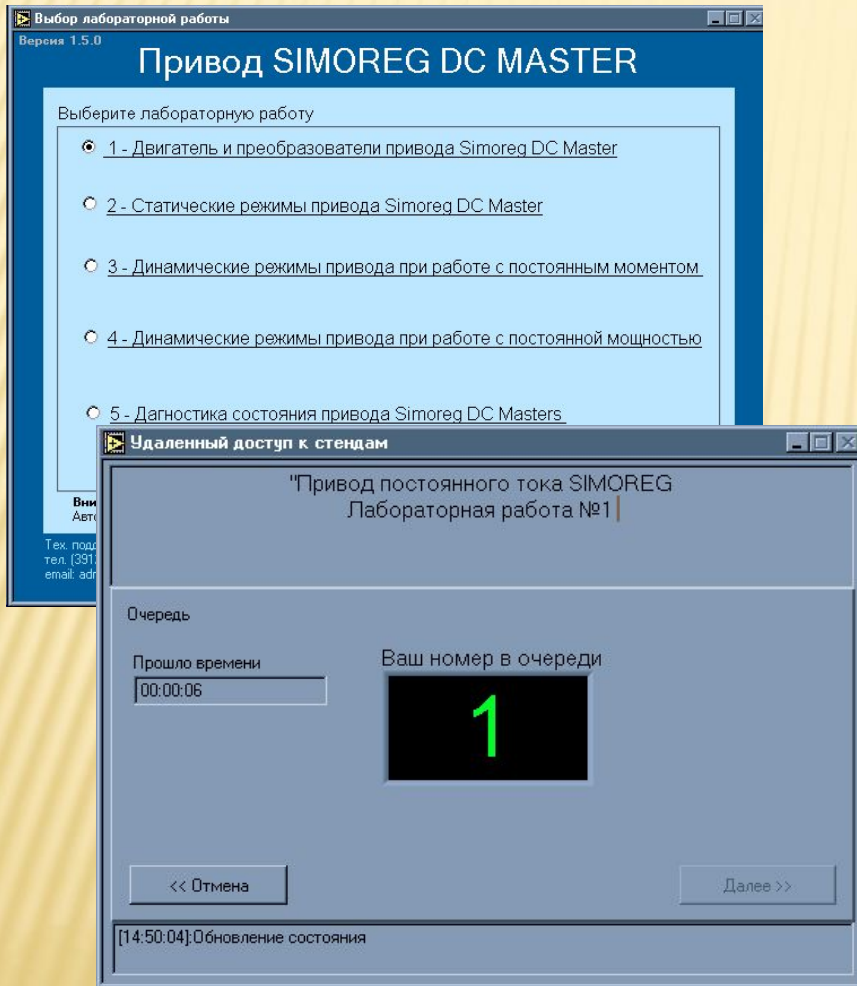 Выбор лабораторной работы
Версия 1.5.0
Привод SIMOREG DC MASTER
Выберите лабораторную работу
1 - Двигатель и преобразователи привода Simoreg DC Master
2 - Статические режимы привода Simoreg DC Master
3 - Динамические режимы привода при работе с постоянным моментом
4 - Динамические режимы привода при работе с постоянной мощностью
5 - Дагностика состояния привода Simoreg DC Masters
Тех.
тел. (391
email:
Удаленный доступ к стендам
"Привод постоянного тока SIMOREG
Лабораторная работа №1
Очередь
Прошло времени
00:00:06
Ваш номер в очереди
1
<< Отмена
Далее >>
[14:50:04]:Обновление состояния